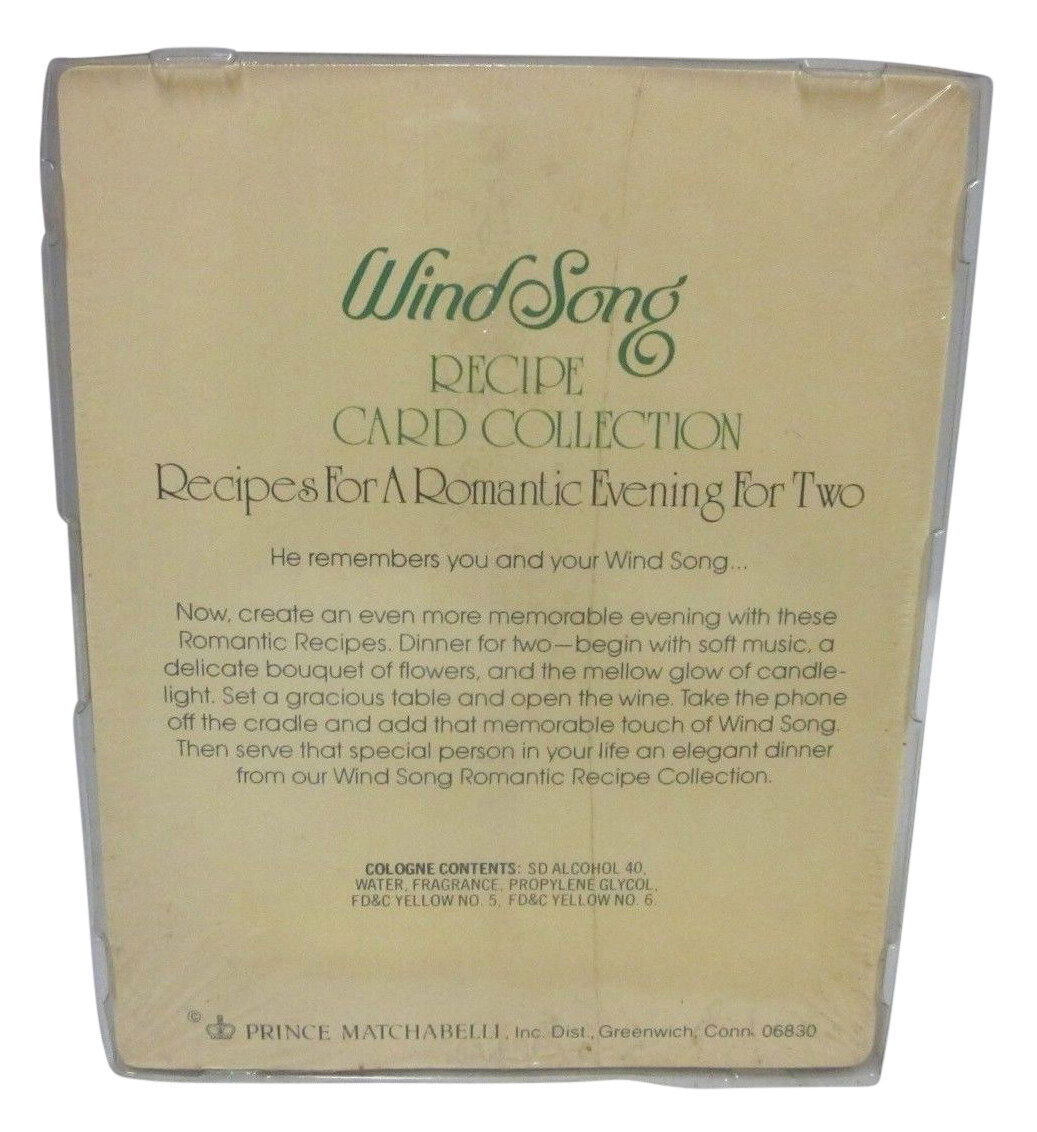 Wind Song
RECIPE
CARD COLLECTION
Recipes For A Romantic Evening For Two
He remembers you and your Wind Song...
Now, create an even more memorable evening with these
Romantic Recipes. Dinner for two—begin with soft music, a
delicate bouquet of flowers, and the mellow glow of candle-
light. Set a gracious table and open the wine. Take the phone
off the cradle and add that memorable touch of Wind Song.
Then serve that special person in your life an elegant dinner
from our Wind Song Romantic Recipe Collection.
COLOGNE CONTENTS: SD ALCOHOL 40,
WATER, FRAGRANCE, PROPYLENE GLYCOL,
FD&C YELLOW NO. 5, FD&C YELLOW NO. 6.
© PRINCE MATCHABELLI, Inc. Dist., Greenwich, Conn. 06830